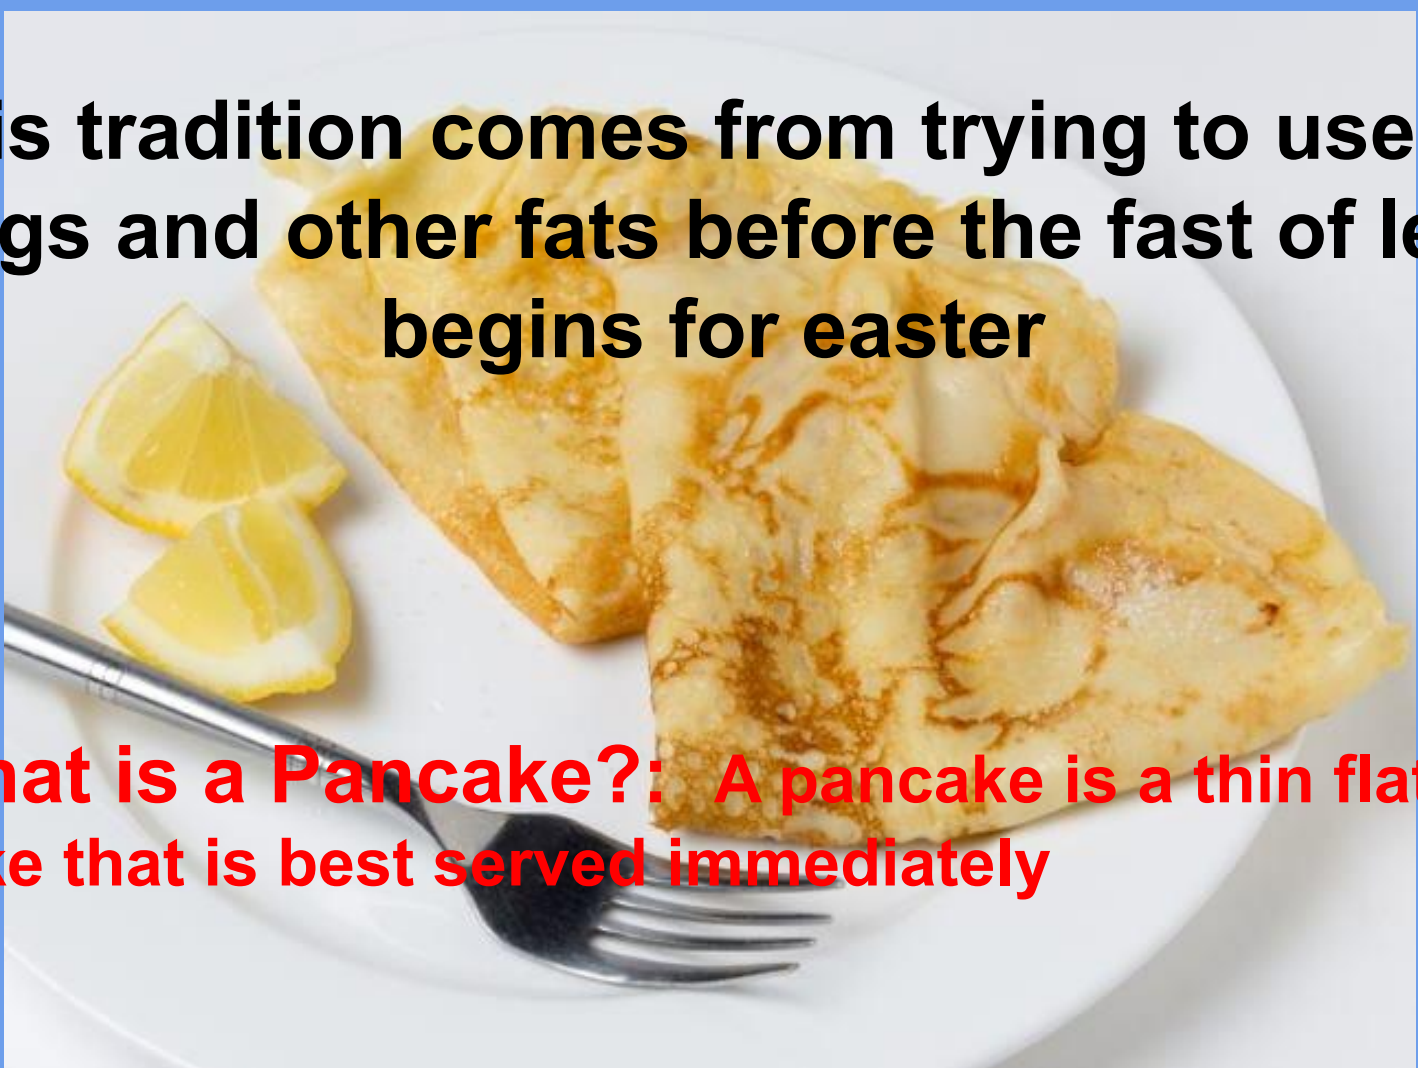 is tradition comes from trying to use
gs and other fats before the fast of le
begins for easter
hat is a Pancake?: A pancake is a thin flat
ke that is best served immediately